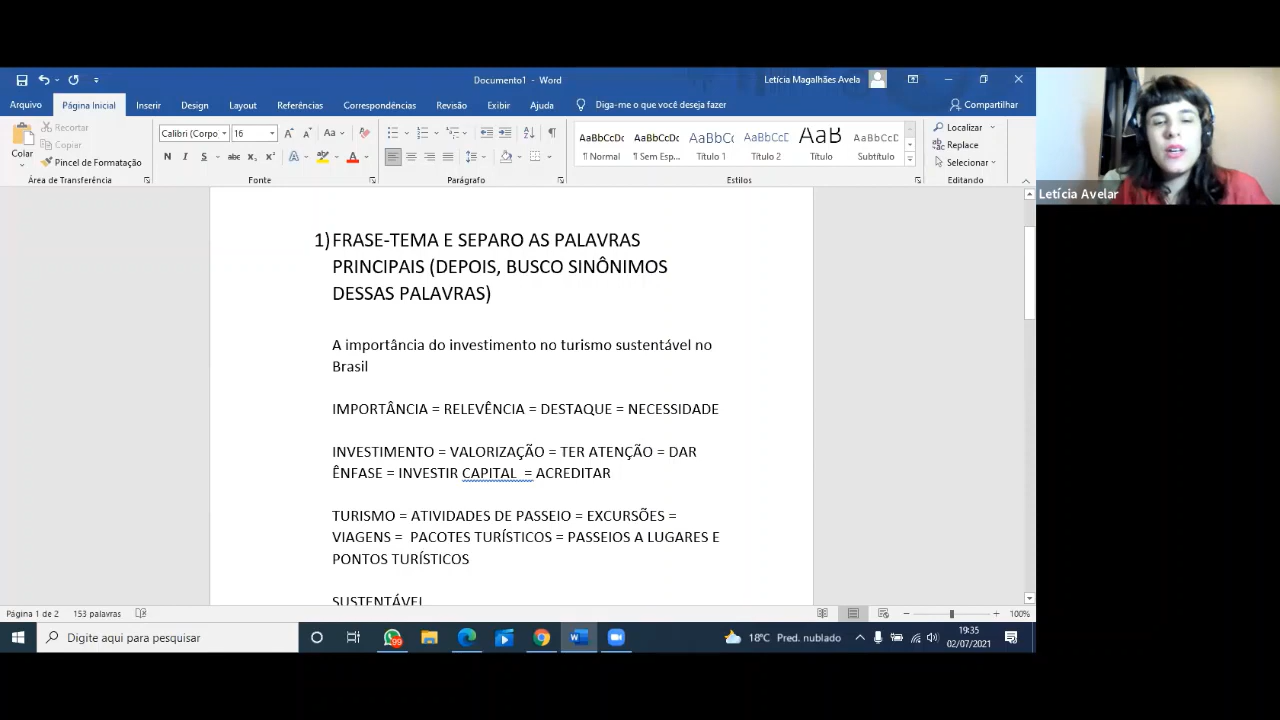 Documento1 - Word
Letícia Magalhães Avela
Arquivo Página Inicial Inserir Design Layout Referências Correspondências Revisão Exibir Ajuda Diga-me o que você deseja fazer Compartilhar
Colar
Recortar
Copiar
Pincel de Formatação
Área de Transferência
Calibri (Corpo 16
N I S abc x₂ x²
Fonte
Parágrafo
AaBbCcDc AaBbCcDc AaBbC AaBbCcD AaB AaBbCcD
¶ Normal ¶ Sem Esp... Título 1 Título 2 Título Subtítulo
Estilos
Localizar
Replace
Selecionar
Editando
Letícia Avelar
1) FRASE-TEMA E SEPARO AS PALAVRAS
PRINCIPAIS (DEPOIS, BUSCO SINÔNIMOS
DESSAS PALAVRAS)
A importância do investimento no turismo sustentável no
Brasil
IMPORTÂNCIA = RELEVÊNCIA = DESTAQUE = NECESSIDADE
INVESTIMENTO = VALORIZAÇÃO = TER ATENÇÃO = DAR
ÊNFASE = INVESTIR CAPITAL = ACREDITAR
TURISMO = ATIVIDADES DE PASSEIO = EXCURSÕES =
VIAGENS = PACOTES TURÍSTICOS = PASSEIOS A LUGARES E
PONTOS TURÍSTICOS
SUSTENTÁVEL
Página 1 de 2 153 palavras 100%
Digite aqui para pesquisar
99
18°C Pred. nublado
19:35
02/07/2021